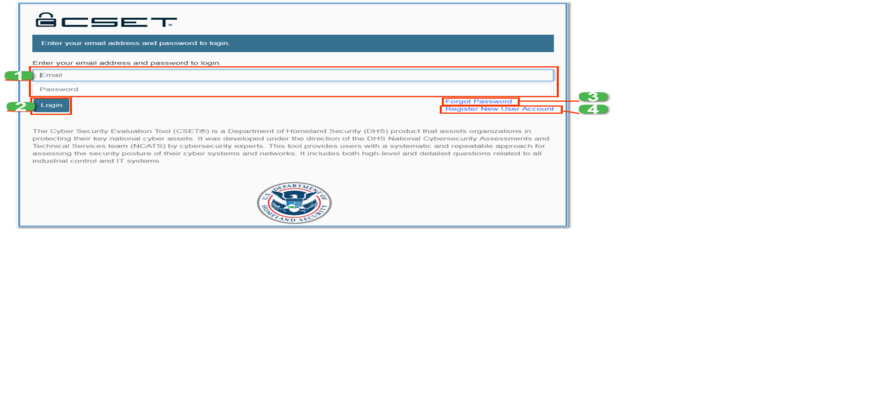 CSET
Enter your email address and password to login.
Enter your email address and password to login.
1
Email
Password
2
Login
Forgot Password
3
Register New User Account
4
The Cyber Security Evaluation Tool (CSET®) is a Department of Homeland Security (DHS) product that assists organizations in
protecting their key national cyber assets. It was developed under the direction of the DHS National Cybersecurity Assessments and
Technical Services team (NCATS) by cybersecurity experts. This tool provides users with a systematic and repeatable approach for
assessing the security posture of their cyber systems and networks. It includes both high-level and detailed questions related to all
industrial control and IT systems.
U.S. DEPARTMENT OF
HOMELAND SECURITY